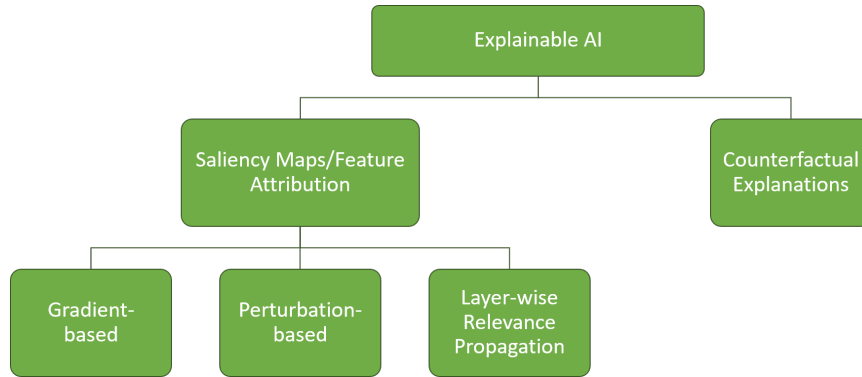 Explainable AI
Saliency Maps/Feature
Attribution
Counterfactual
Explanations
Gradient-
based
Perturbation-
based
Layer-wise
Relevance
Propagation